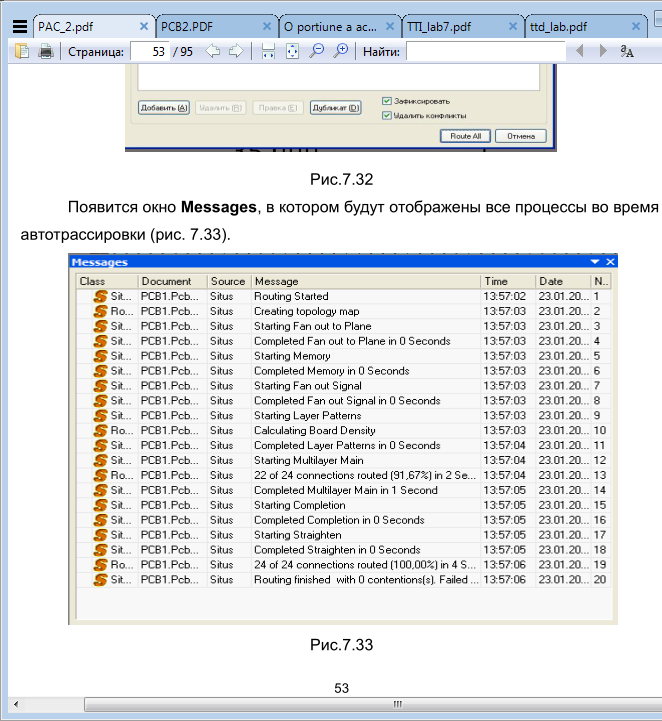 PAC_2.pdf PCB2.PDF O portiune a ac... TTI_lab7.pdf ttd_lab.pdf
Страница: 53 / 95 Найти:
Добавить (A) Удалить (R) Правка (E) Дубликат (D) Зафиксировать
Удалить конфликты
Route All Отмена
Рис.7.32
Появится окно Messages, в котором будут отображены все процессы во время
автотрассировки (рис. 7.33).
Messages
Class Document Source Message Time Date N..
Sit... PCB1.Pcb... Situs Routing Started 13:57:02 23.01.20... 1
Ro... PCB1.Pcb... Situs Creating topology map 13:57:03 23.01.20... 2
Sit... PCB1.Pcb... Situs Starting Fan out to Plane 13:57:03 23.01.20... 3
Sit... PCB1.Pcb... Situs Completed Fan out to Plane in 0 Seconds 13:57:03 23.01.20... 4
Sit... PCB1.Pcb... Situs Starting Memory 13:57:03 23.01.20... 5
Sit... PCB1.Pcb... Situs Completed Memory in 0 Seconds 13:57:03 23.01.20... 6
Sit... PCB1.Pcb... Situs Starting Fan out Signal 13:57:03 23.01.20... 7
Sit... PCB1.Pcb... Situs Completed Fan out Signal in 0 Seconds 13:57:03 23.01.20... 8
Sit... PCB1.Pcb... Situs Starting Layer Patterns 13:57:03 23.01.20... 9
Ro... PCB1.Pcb... Situs Calculating Board Density 13:57:03 23.01.20... 10
Sit... PCB1.Pcb... Situs Completed Layer Patterns in 0 Seconds 13:57:04 23.01.20... 11
Sit... PCB1.Pcb... Situs Starting Multilayer Main 13:57:04 23.01.20... 12
Ro... PCB1.Pcb... Situs 22 of 24 connections routed (91,67%) in 2 Se... 13:57:04 23.01.20... 13
Sit... PCB1.Pcb... Situs Completed Multilayer Main in 1 Second 13:57:05 23.01.20... 14
Sit... PCB1.Pcb... Situs Starting Completion 13:57:05 23.01.20... 15
Sit... PCB1.Pcb... Situs Completed Completion in 0 Seconds 13:57:05 23.01.20... 16
Sit... PCB1.Pcb... Situs Starting Straighten 13:57:05 23.01.20... 17
Sit... PCB1.Pcb... Situs Completed Straighten in 0 Seconds 13:57:05 23.01.20... 18
Ro... PCB1.Pcb... Situs 24 of 24 connections routed (100,00%) in 4 S... 13:57:06 23.01.20... 19
Sit... PCB1.Pcb... Situs Routing finished with 0 contentions(s). Failed ... 13:57:06 23.01.20... 20
Рис.7.33
53